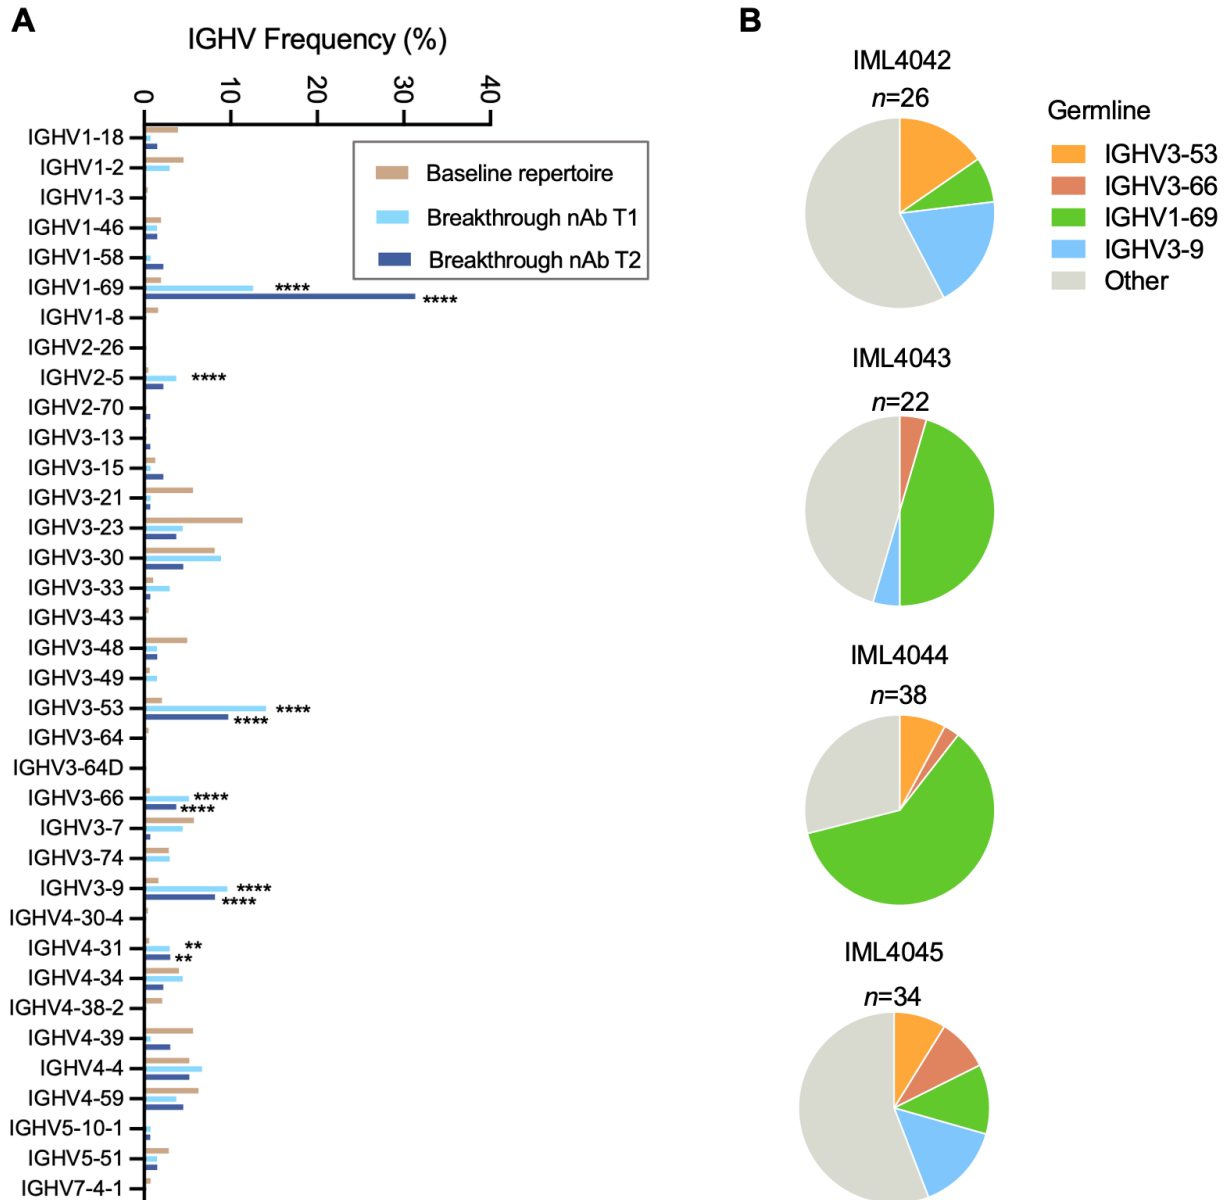 A
IGHV Frequency (%)
0
10
20
30
40
IGHV1-18
IGHV1-2
IGHV1-3
IGHV1-46
IGHV1-58
IGHV1-69
****
****
IGHV1-8
IGHV2-26
IGHV2-5
****
IGHV2-70
IGHV3-13
IGHV3-15
IGHV3-21
IGHV3-23
IGHV3-30
IGHV3-33
IGHV3-43
IGHV3-48
IGHV3-49
IGHV3-53
****
****
IGHV3-64
IGHV3-64D
IGHV3-66
****
****
IGHV3-7
IGHV3-74
IGHV3-9
****
****
IGHV4-30-4
IGHV4-31
**
**
IGHV4-34
IGHV4-38-2
IGHV4-39
IGHV4-4
IGHV4-59
IGHV5-10-1
IGHV5-51
IGHV7-4-1
Baseline repertoire
Breakthrough nAb T1
Breakthrough nAb T2
B
IML4042
n=26
Germline
IGHV3-53
IGHV3-66
IGHV1-69
IGHV3-9
Other
IML4043
n=22
IML4044
n=38
IML4045
n=34